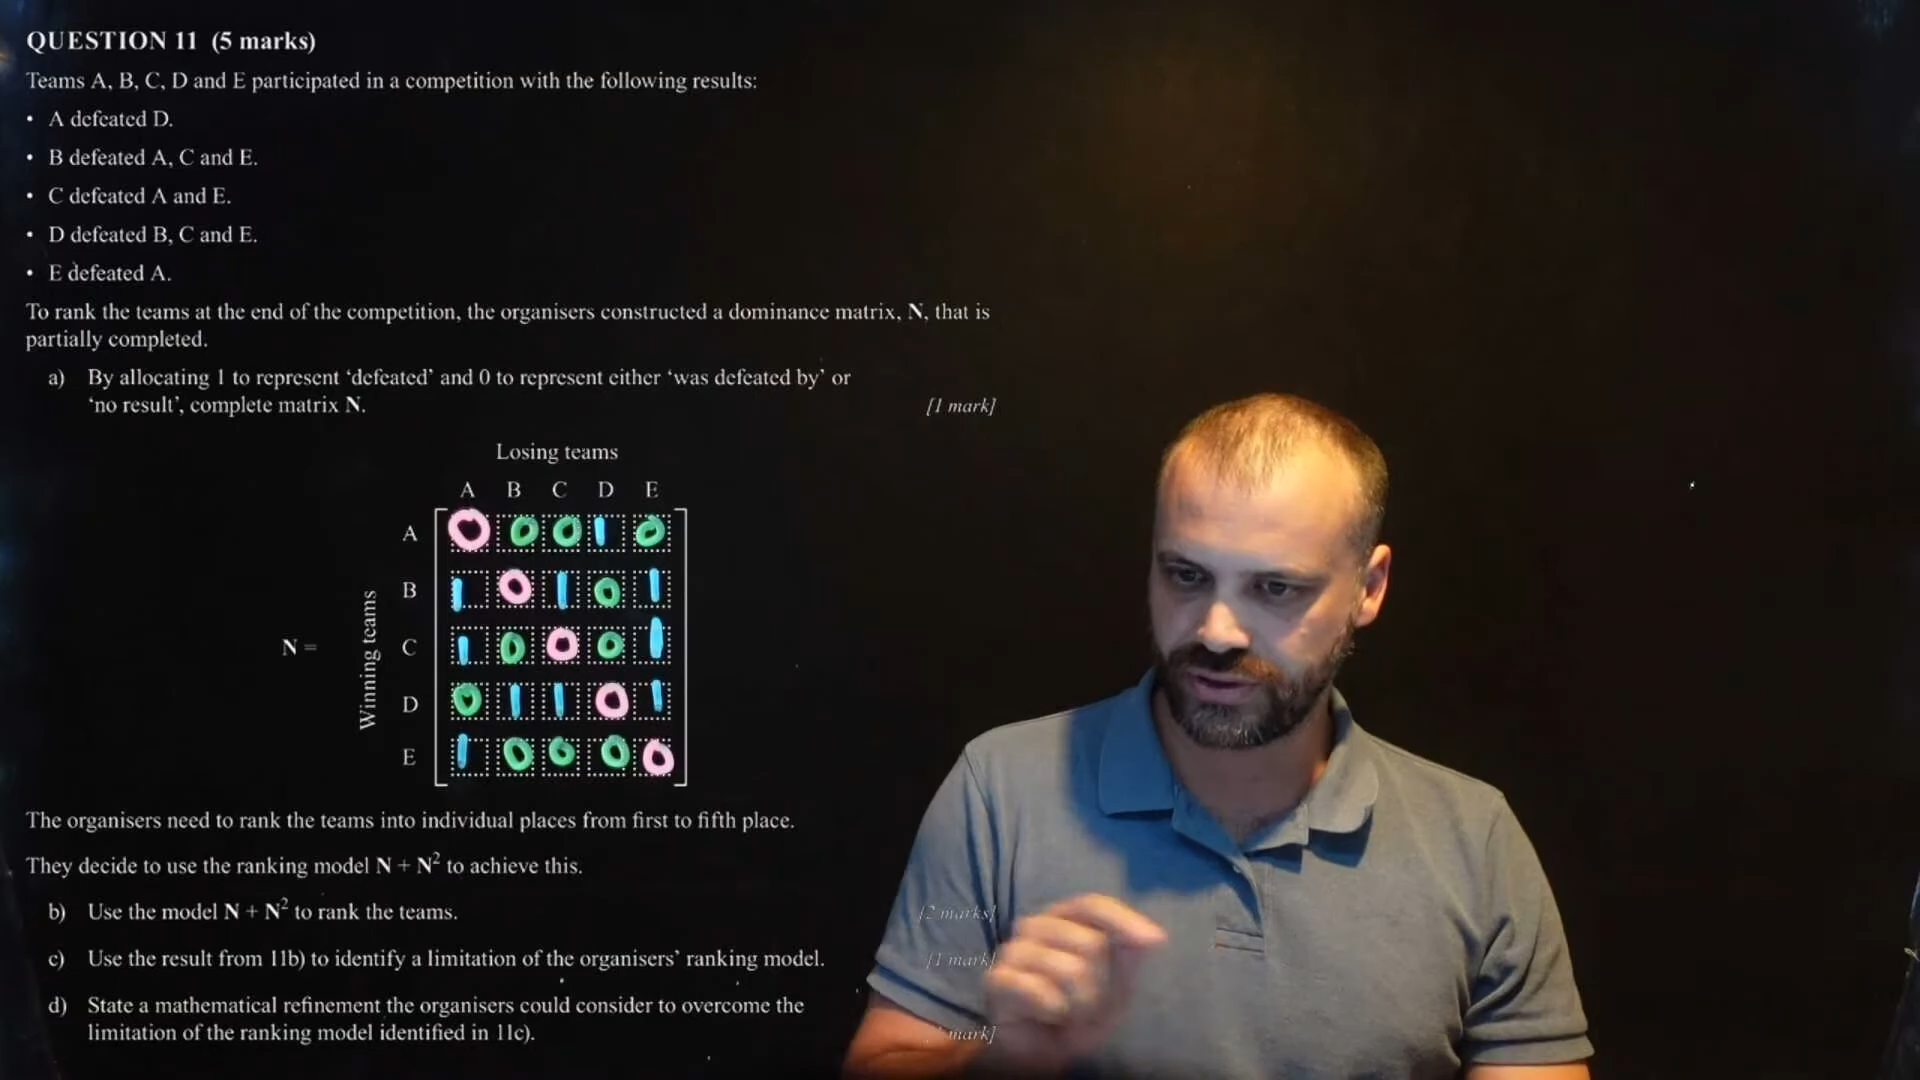 QUESTION 11 (5 marks)
Teams A, B, C, D and E participated in a competition with the following results:
• A defeated D.
• B defeated A, C and E.
• C defeated A and E.
• D defeated B, C and E.
• E defeated A.
To rank the teams at the end of the competition, the organisers constructed a dominance matrix, N, that is
partially completed.
a) By allocating 1 to represent ‘defeated’ and 0 to represent either ‘was defeated by’ or
‘no result’, complete matrix N. [1 mark]
Losing teams
A B C D E
A 0 0 0 1 0
B 1 0 1 0 1
N = Winning teams
C 1 0 0 0 1
D 0 1 1 0 1
E 1 0 0 0 0
The organisers need to rank the teams into individual places from first to fifth place.
They decide to use the ranking model N + N² to achieve this.
b) Use the model N + N² to rank the teams. [2 marks]
c) Use the result from 11b) to identify a limitation of the organisers’ ranking model. [1 mark]
d) State a mathematical refinement the organisers could consider to overcome the
limitation of the ranking model identified in 11c). mark]